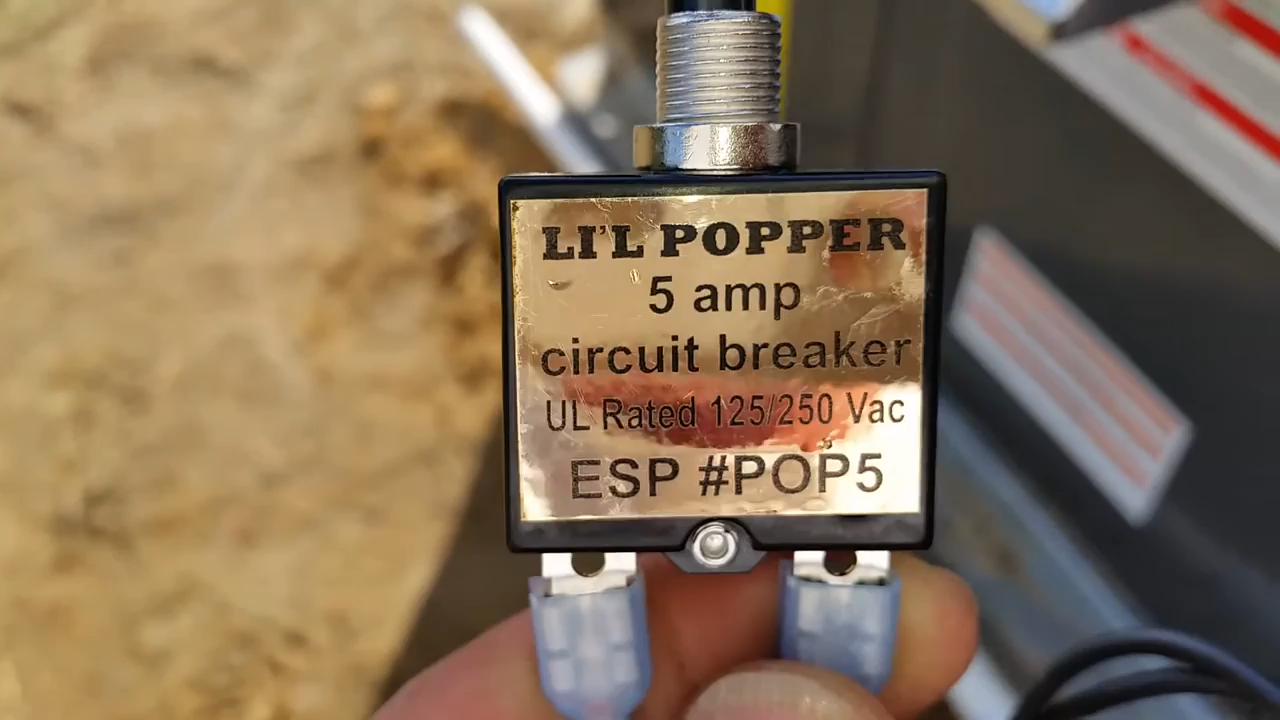 LI'L POPPER
5 amp
circuit breaker
UL Rated 125/250 Vac
ESP #POP5